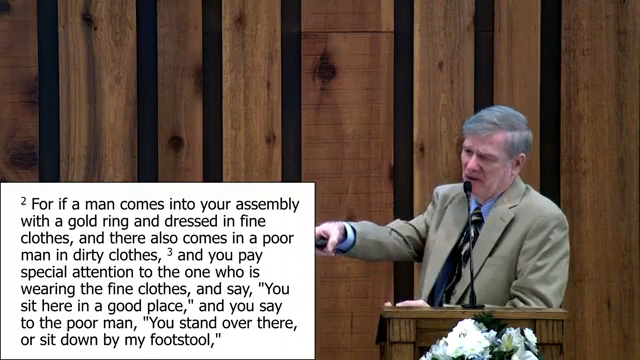 ² For if a man comes into your assembly
with a gold ring and dressed in fine
clothes, and there also comes in a poor
man in dirty clothes, ³ and you pay
special attention to the one who is
wearing the fine clothes, and say, "You
sit here in a good place," and you say
to the poor man, "You stand over there,
or sit down by my footstool,"